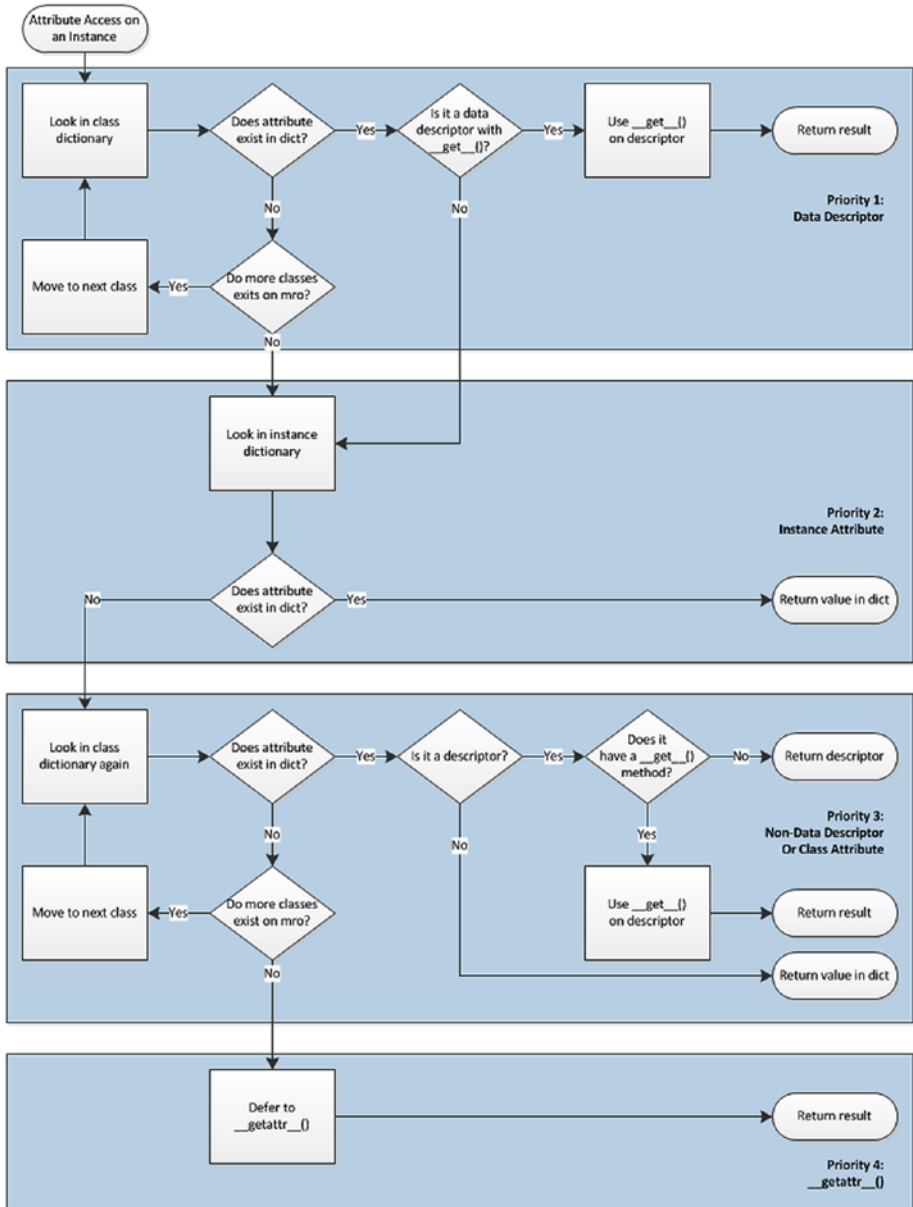 Attribute Access on
an Instance
Look in class
dictionary
Does attribute
exist in dict?
Yes
Is it a data
descriptor with
__get__()?
Yes
Use __get__()
on descriptor
Return result
Priority 1:
Data Descriptor
No
No
Move to next class
Yes
Do more classes
exits on mro?
No
Look in instance
dictionary
Priority 2:
Instance Attribute
No
Does attribute
exist in dict?
Yes
Return value in dict
Look in class
dictionary again
Does attribute
exist in dict?
Yes
Is it a descriptor?
Yes
Does it
have a __get__()
method?
No
Return descriptor
Priority 3:
Non-Data Descriptor
Or Class Attribute
No
No
Yes
Move to next class
Yes
Do more classes
exist on mro?
Use __get__()
on descriptor
Return result
No
Return value in dict
Defer to
__getattr__()
Return result
Priority 4:
__getattr__()